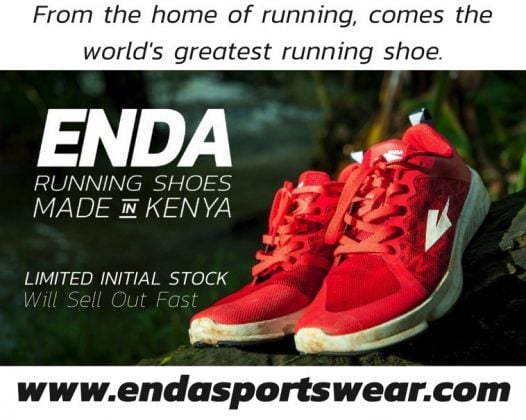 From the home of running, comes the
world's greatest running shoe.
ENDA
RUNNING SHOES
MADE IN KENYA
LIMITED INITIAL STOCK
Will Sell Out Fast
ENDA
www.endasportswear.com